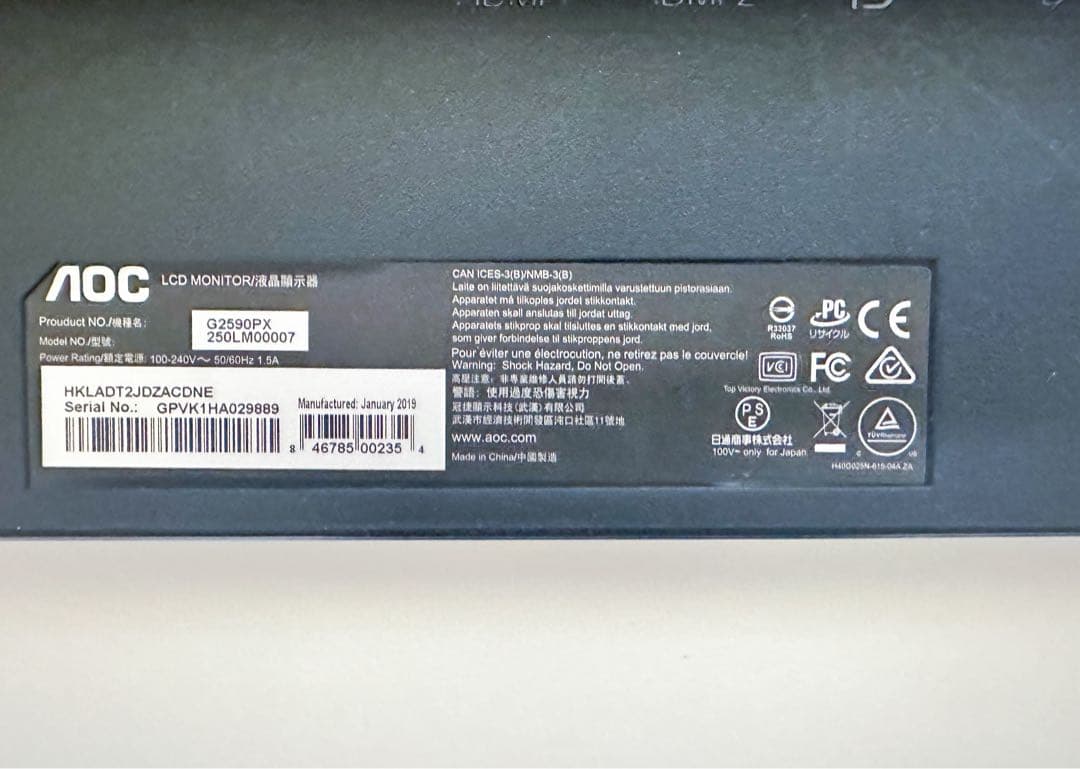 AOC LCD MONITOR/液晶顯示器
Prouduct NO./機種名:
Model NO./型號:
G2590PX
250LM00007
Power Rating/額定電源: 100-240V～ 50/60Hz 1.5A
HKLADT2JDZACDNE
Serial No.: GPVK1HA029889
Manufactured: January 2019
8 46785 00235 4
CAN ICES-3(B)/NMB-3(B)
Laite on liitettävä suojakoskettimilla varustettuun pistorasiaan.
Apparatet må tilkoples jordet stikkontakt.
Apparaten skall anslutas till jordat uttag.
Apparatets stikprop skal tilsluttes en stikkontakt med jord,
som giver forbindelse til stikproppens jord.
Pour éviter une électrocution, ne retirez pas le couvercle!
Warning: Shock Hazard, Do Not Open.
高壓注意, 非專業維修人員請勿打開後蓋。
警語: 使用過度恐傷害視力
冠捷顯示科技(武漢)有限公司
武漢市經濟技術開發區沌口社區11號地
www.aoc.com
Made in China/中國製造
R33037
RoHS
PC
リサイクル
CE
VCI
FC
Top Victory Electronics Co., Ltd.
PS
E
日通商事株式会社
100V~ only for Japan
TÜVRheinland
C US